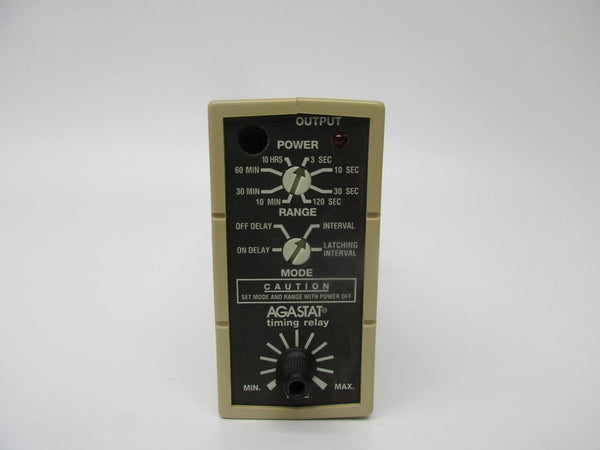 OUTPUT
POWER
10 HRS 3 SEC
60 MIN 10 SEC
30 MIN 30 SEC
10 MIN 120 SEC
RANGE
OFF DELAY INTERVAL
ON DELAY LATCHING
INTERVAL
MODE
CAUTION
SET MODE AND RANGE WITH POWER OFF
AGASTAT®
timing relay
MIN. MAX.